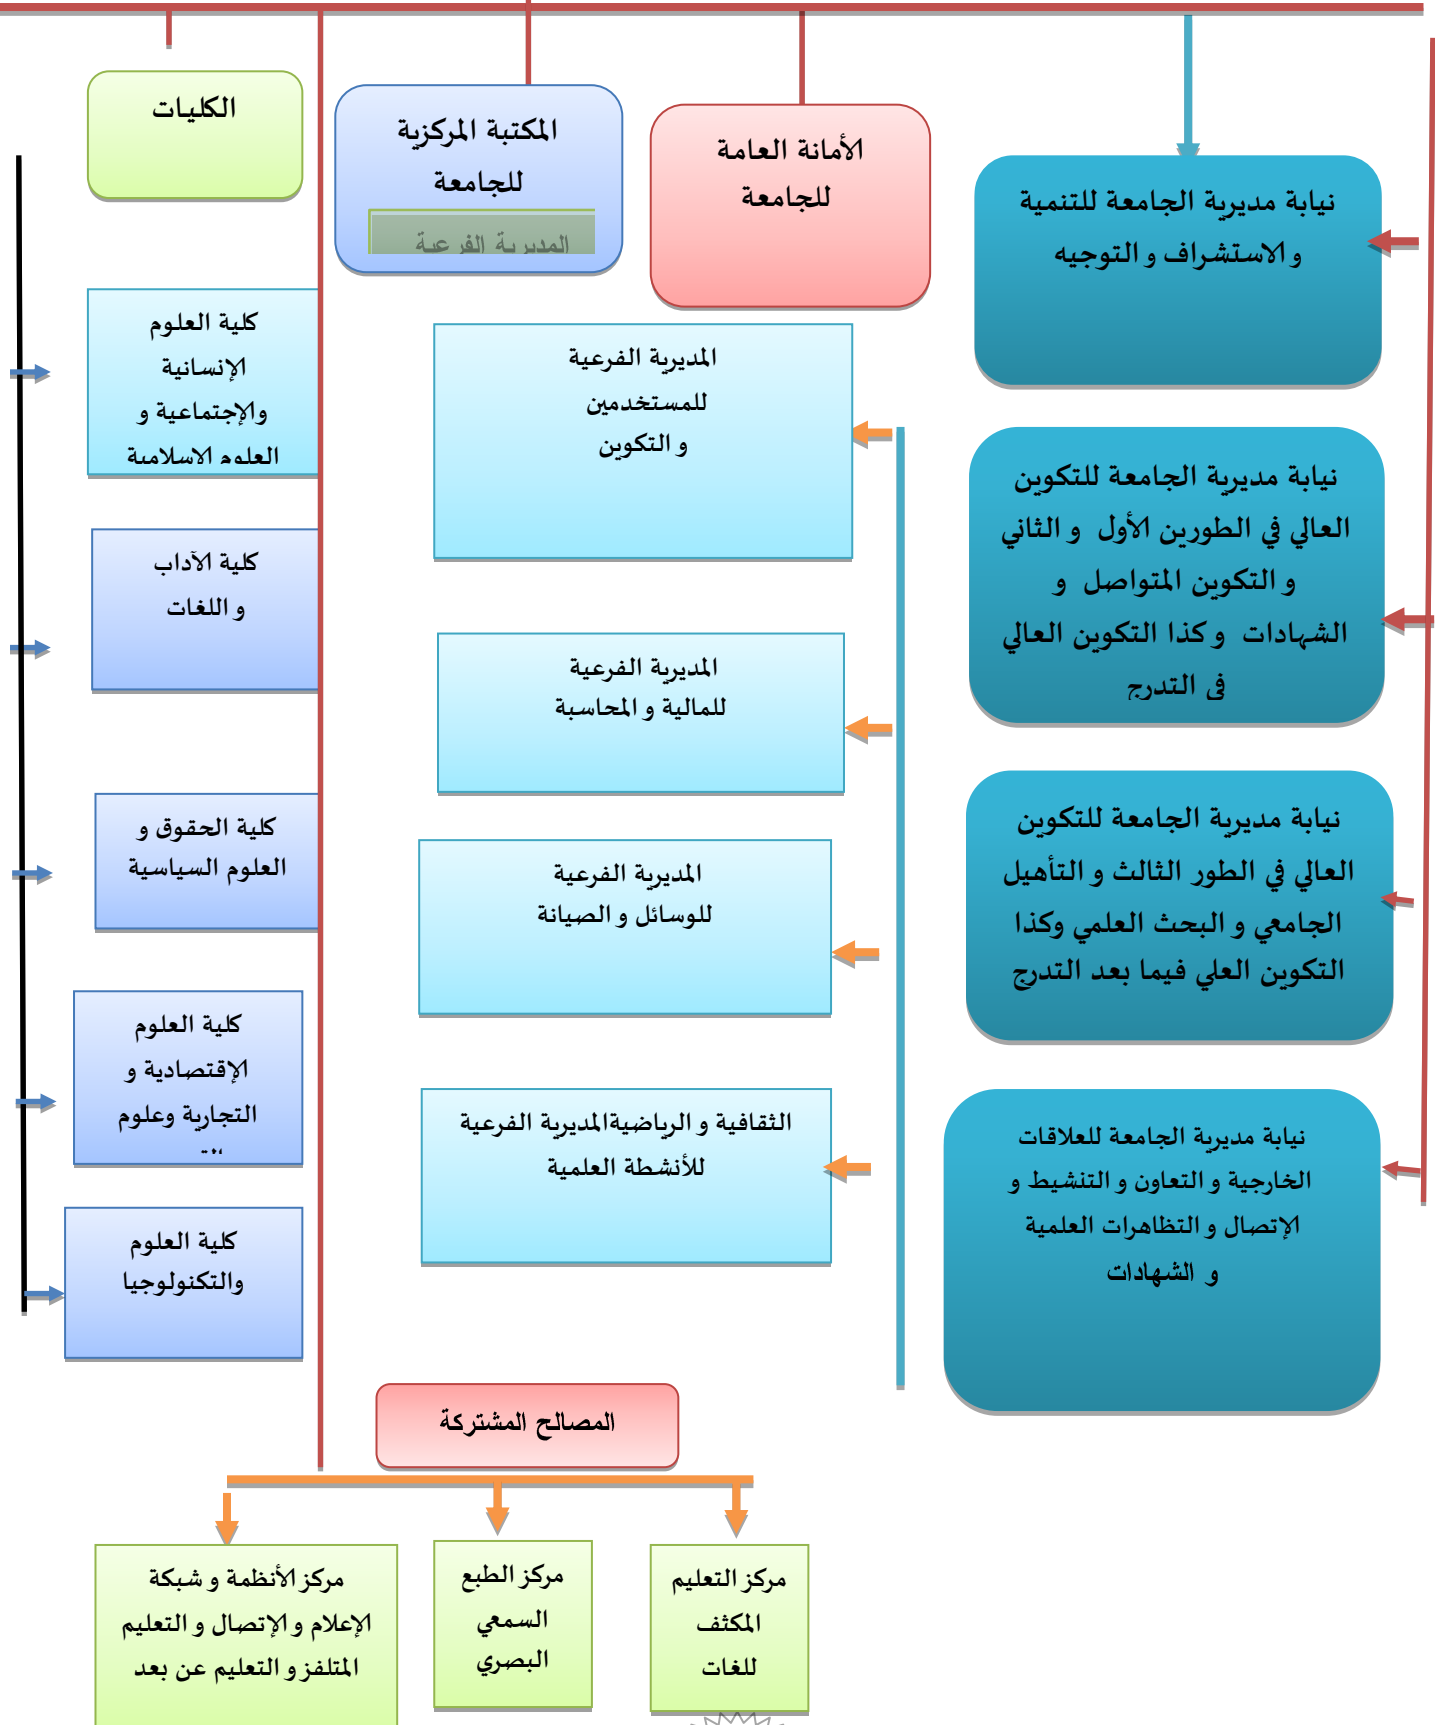 نيابة مديرية الجامعة للتنمية
و الاستشراف و التوجيه
نيابة مديرية الجامعة للتكوين
العالي في الطورين الأول و الثاني
و التكوين المتواصل و
الشهادات و كذا التكوين العالي
في التدرج
نيابة مديرية الجامعة للتكوين
العالي في الطور الثالث و التأهيل
الجامعي و البحث العلمي وكذا
التكوين العلي فيما بعد التدرج
نيابة مديرية الجامعة للعلاقات
الخارجية و التعاون و التنشيط و
الإتصال و التظاهرات العلمية
و الشهادات
الأمانة العامة
للجامعة
المكتبة المركزية
للجامعة
المديرية الفرعية
المديرية الفرعية
للمستخدمين
و التكوين
المديرية الفرعية
للمالية و المحاسبة
المديرية الفرعية
للوسائل و الصيانة
الثقافية و الرياضيةالمديرية الفرعية
للأنشطة العلمية
الكليات
كلية العلوم
الإنسانية
والإجتماعية و
العلوم الاسلامية
كلية الآداب
و اللغات
كلية الحقوق و
العلوم السياسية
كلية العلوم
الإقتصادية و
التجارية وعلوم
كلية العلوم
والتكنولوجيا
المصالح المشتركة
مركز التعليم
المكثف
للغات
مركز الطبع
السمعي
البصري
مركز الأنظمة و شبكة
الإعلام و الإتصال و التعليم
المتلفز و التعليم عن بعد